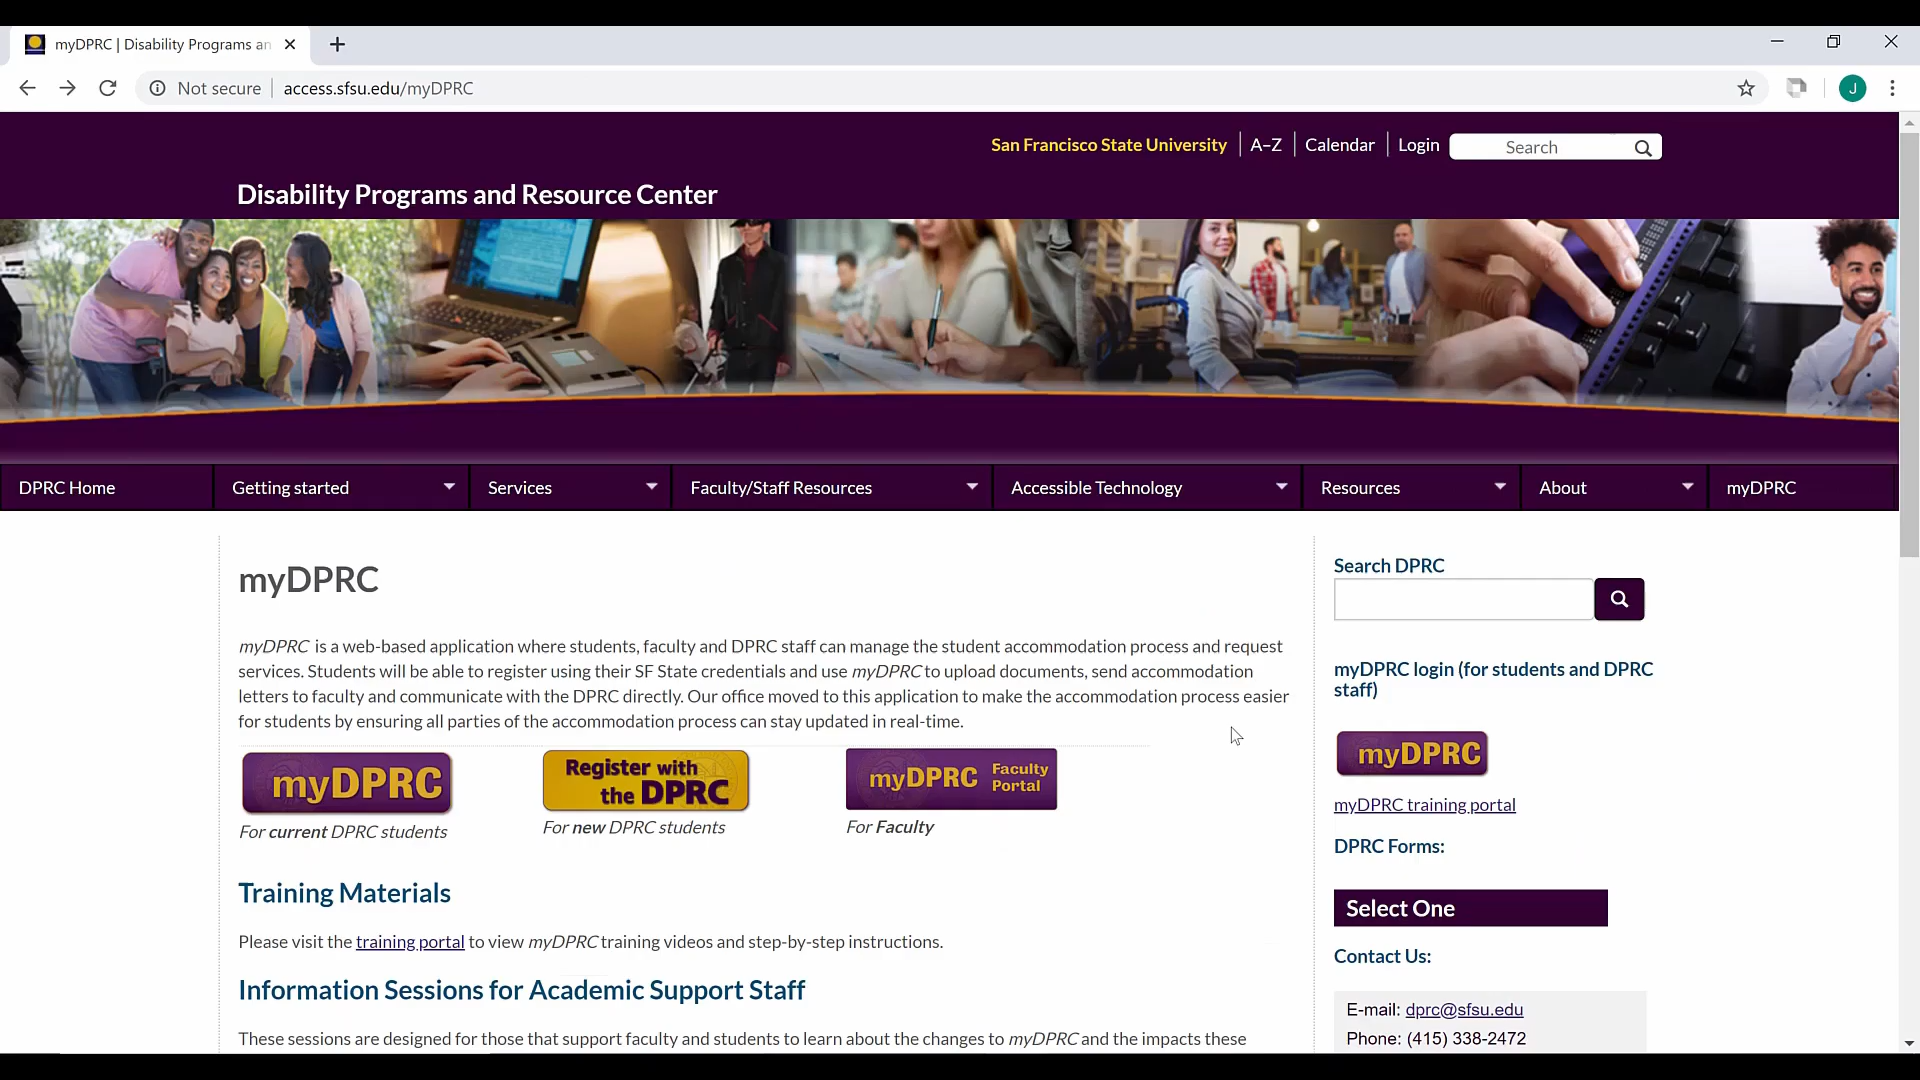 myDPRC | Disability Programs an
Not secure access.sfsu.edu/myDPRC
J
San Francisco State University A–Z Calendar Login Search
Disability Programs and Resource Center
DPRC Home Getting started Services Faculty/Staff Resources Accessible Technology Resources About myDPRC
myDPRC
myDPRC is a web-based application where students, faculty and DPRC staff can manage the student accommodation process and request
services. Students will be able to register using their SF State credentials and use myDPRC to upload documents, send accommodation
letters to faculty and communicate with the DPRC directly. Our office moved to this application to make the accommodation process easier
for students by ensuring all parties of the accommodation process can stay updated in real-time.
myDPRC
For current DPRC students
Register with
the DPRC
For new DPRC students
myDPRC Faculty
Portal
For Faculty
Training Materials
Please visit the training portal to view myDPRC training videos and step-by-step instructions.
Information Sessions for Academic Support Staff
These sessions are designed for those that support faculty and students to learn about the changes to myDPRC and the impacts these
Search DPRC
myDPRC login (for students and DPRC
staff)
myDPRC
myDPRC training portal
DPRC Forms:
Select One
Contact Us:
E-mail: dprc@sfsu.edu
Phone: (415) 338-2472